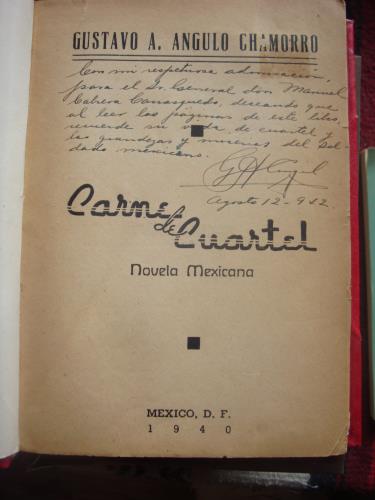 GUSTAVO A. ANGULO CHAMORRO
Con mi respetuosa admiración,
para el Sr. General don Manuel
Cabrera Carrasquedo, deseando que
al leer las páginas de este libro,
recuerde su vida de cuartel y
las grandezas y miserias del Sol-
dado mexicano.
Agosto 12-942.
Carne
de
Cuartel
Novela Mexicana
MEXICO, D. F.
1940